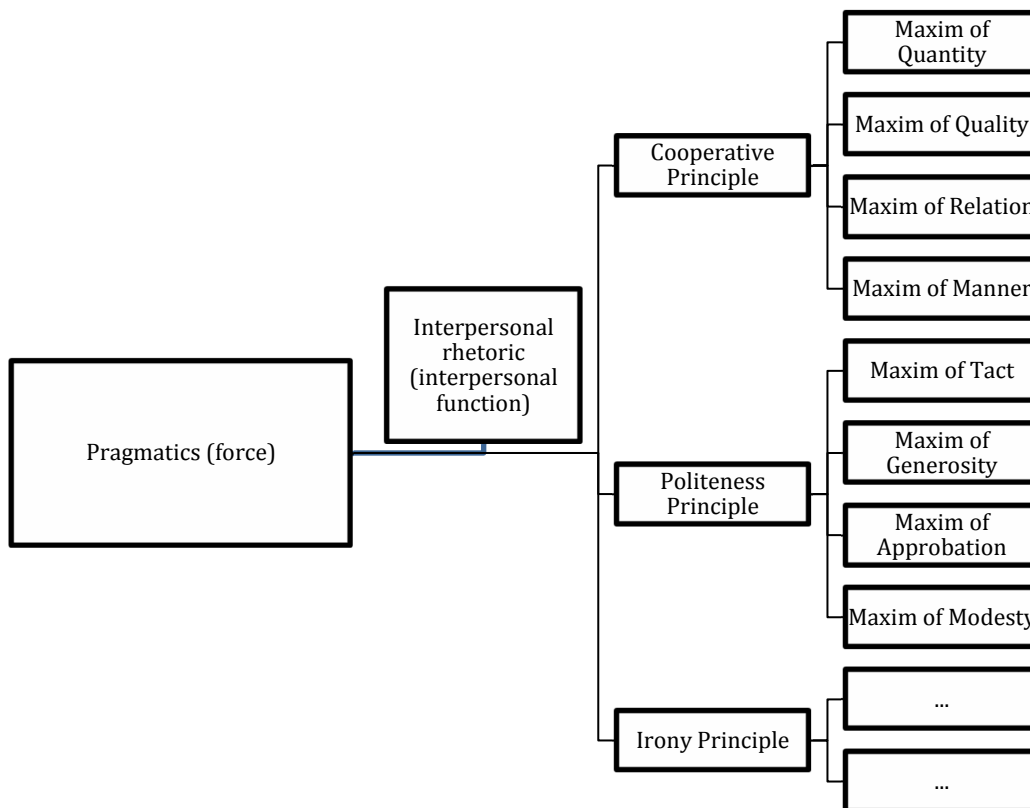 Pragmatics (force)
Interpersonal
rhetoric
(interpersonal
function)
Cooperative
Principle
Maxim of
Quantity
Maxim of Quality
Maxim of Relation
Maxim of Manner
Politeness
Principle
Maxim of Tact
Maxim of
Generosity
Maxim of
Approbation
Maxim of Modesty
Irony Principle
...
...